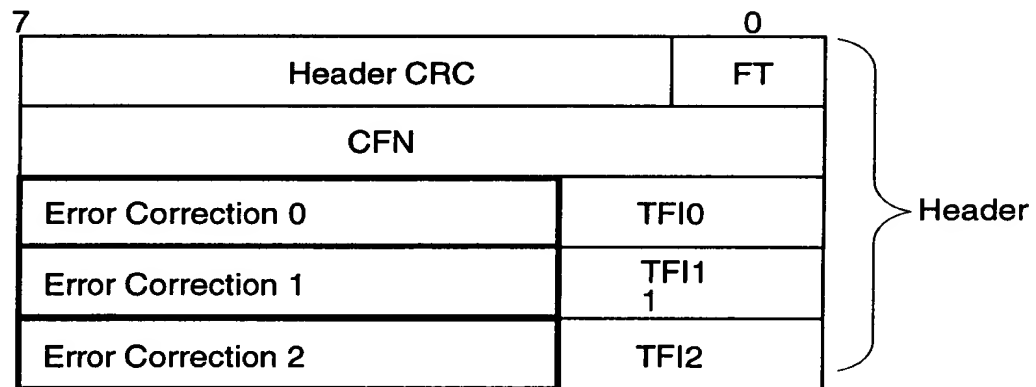 7 0
Header CRC FT
CFN
Error Correction 0 TFI0
Header
Error Correction 1 TFI1
1
Error Correction 2 TFI2